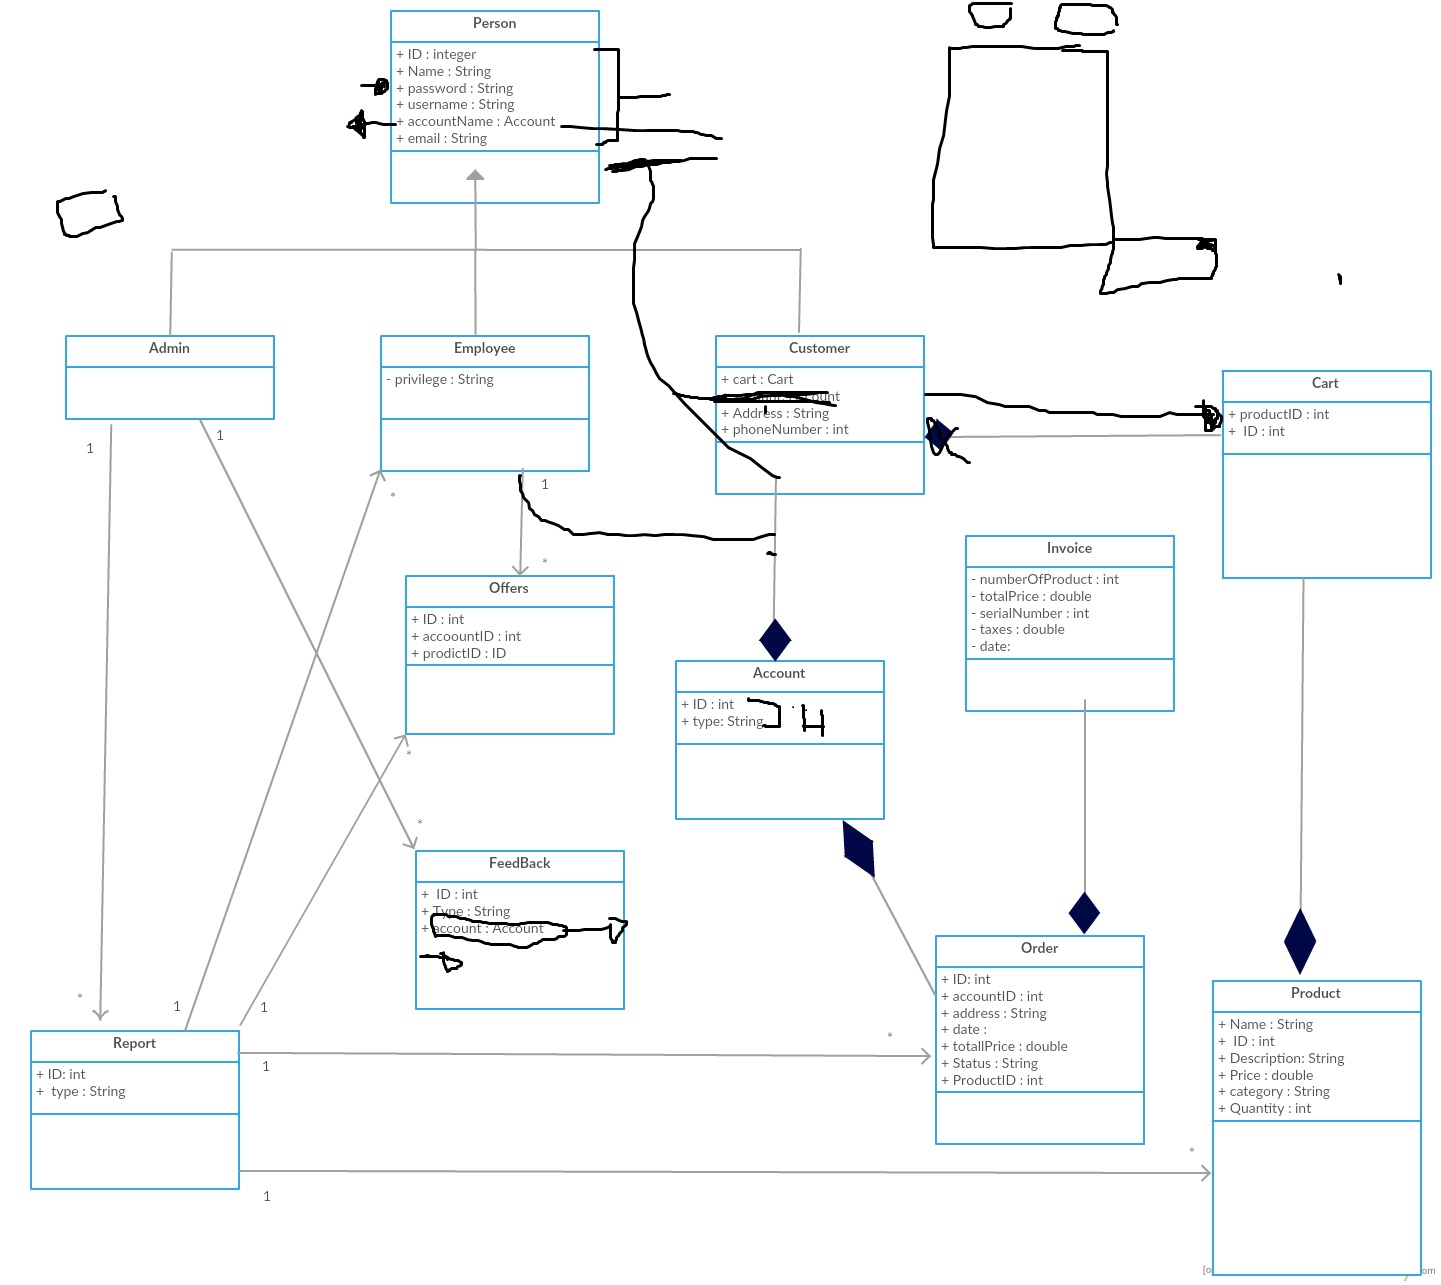 Person
+ ID : integer
+ Name : String
+ password : String
+ username : String
+ accountName : Account
+ email : String
Admin
Employee
- privilege : String
Customer
+ cart : Cart
+ Address : String
+ phoneNumber : int
Cart
+ productID : int
+ ID : int
1
1
*
1
*
Offers
+ ID : int
+ accoountID : int
+ prodictID : ID
Invoice
- numberOfProduct : int
- totalPrice : double
- serialNumber : int
- taxes : double
- date:
Account
+ ID : int
+ type: String
*
*
FeedBack
+ ID : int
+ Type : String
+ account : Account
Order
+ ID: int
+ accountID : int
+ address : String
+ date :
+ totallPrice : double
+ Status : String
+ ProductID : int
Product
+ Name : String
+ ID : int
+ Description: String
+ Price : double
+ category : String
+ Quantity : int
*
1
1
Report
+ ID: int
+ type : String
1
*
1
*